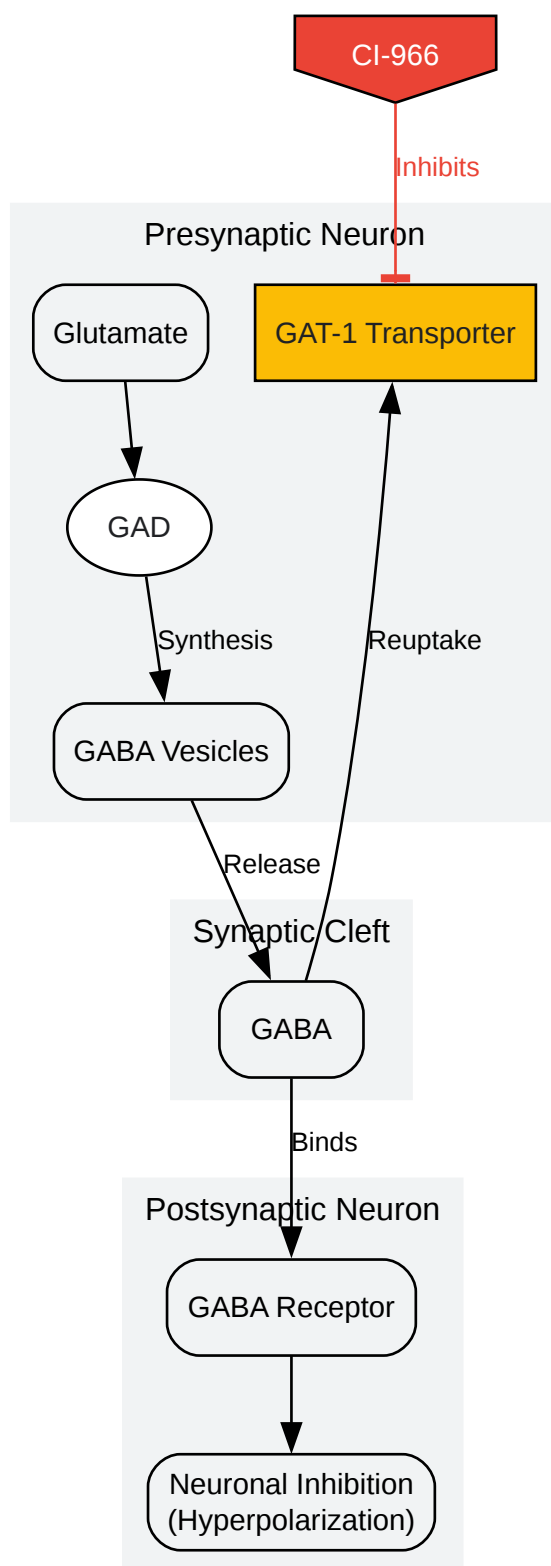 CI-966
Inhibits
Presynaptic Neuron
Glutamate
GAT-1 Transporter
GAD
Synthesis
Reuptake
GABA Vesicles
Release
Synaptic Cleft
GABA
Binds
Postsynaptic Neuron
GABA Receptor
Neuronal Inhibition
(Hyperpolarization)